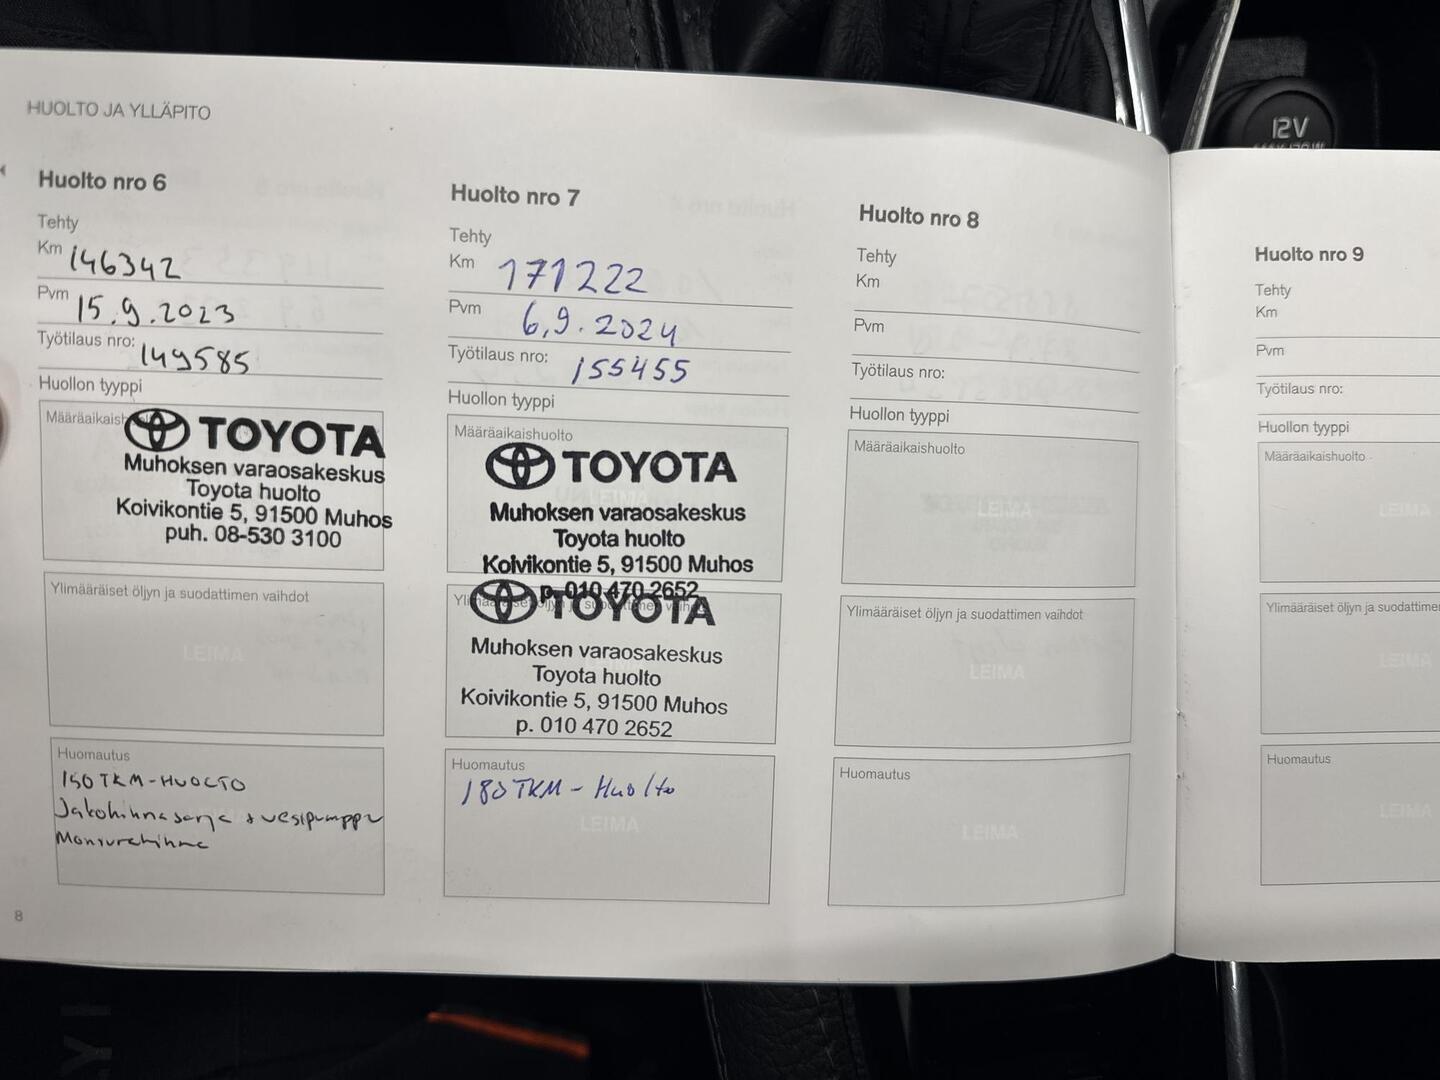 HUOLTO JA YLLÄPITO
Huolto nro 6
Tehty
Km 146342
Pvm 15.9.2023
Työtilaus nro: 149585
Huollon tyyppi
TOYOTA
Muhoksen varaosakeskus
Toyota huolto
Koivikontie 5, 91500 Muhos
puh. 08-530 3100
Ylimääräiset öljyn ja suodattimen vaihdot
LEIMA
Huomautus
150 TKM-HUOLTO
Jakohihnasarja + vesipumppu
Moniurahihna
8
Huolto nro 7
Tehty
Km 171222
Pvm 6.9.2024
Työtilaus nro: 155455
Huollon tyyppi
Määräaikaishuolto
TOYOTA
Muhoksen varaosakeskus
Toyota huolto
Koivikontie 5, 91500 Muhos
p. 010 470 2652
TOYOTA
Muhoksen varaosakeskus
Toyota huolto
Koivikontie 5, 91500 Muhos
p. 010 470 2652
Huomautus
180 TKM - Huolto
LEIMA
Huolto nro 8
Tehty
Km
Pvm
Työtilaus nro:
Huollon tyyppi
Määräaikaishuolto
LEIMA
Ylimääräiset öljyn ja suodattimen vaihdot
LEIMA
Huomautus
LEIMA
12V
Huolto nro 9
Tehty
Km
Pvm
Työtilaus nro:
Huollon tyyppi
Määräaikaishuolto
LEIMA
Ylimääräiset öljyn ja suodattimen
LEIMA
Huomautus
LEIMA